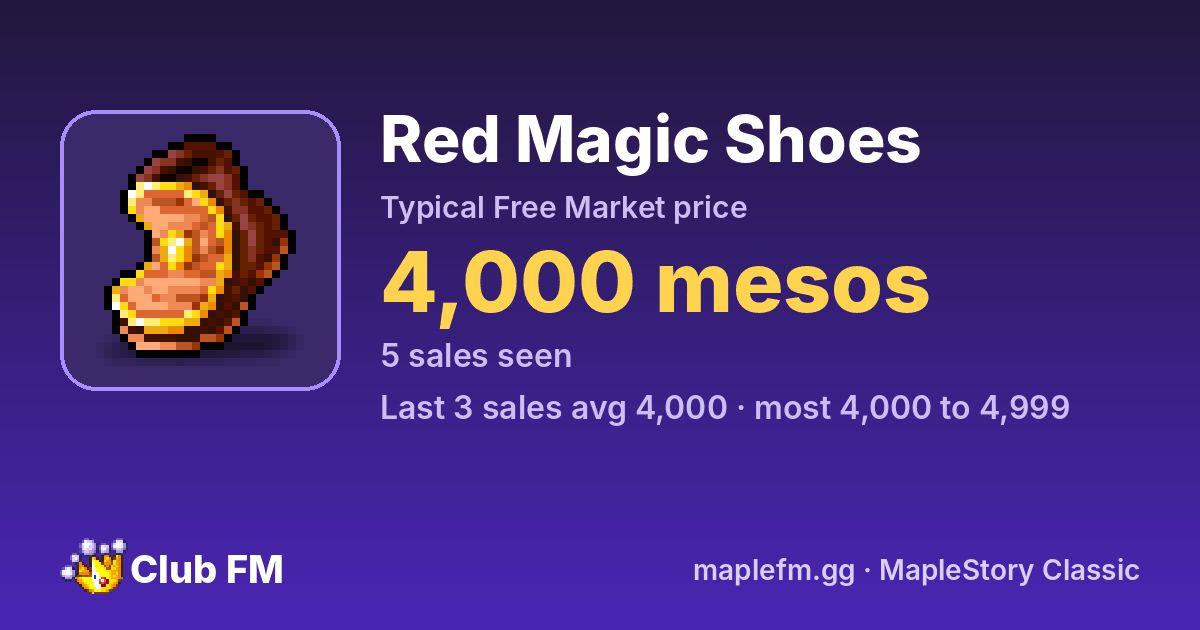 Red Magic Shoes
Typical Free Market price
4,000 mesos
5 sales seen
Last 3 sales avg 4,000 · most 4,000 to 4,999
Club FM
maplefm.gg · MapleStory Classic